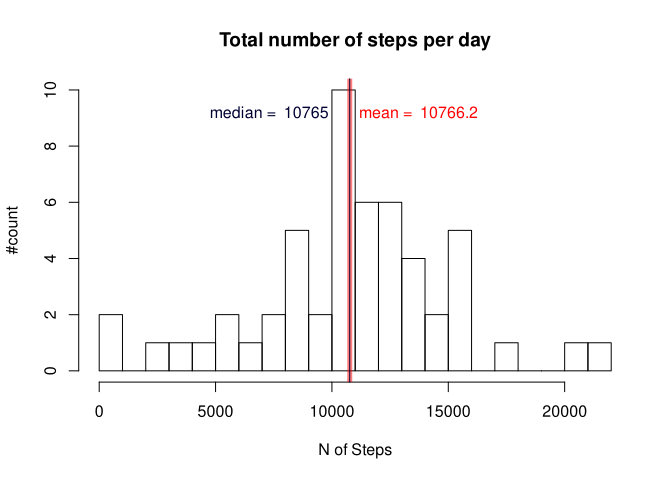 Total number of steps per day
median =  10765
mean =  10766.2
#count
0
2
4
6
8
10
0
5000
10000
15000
20000
N of Steps